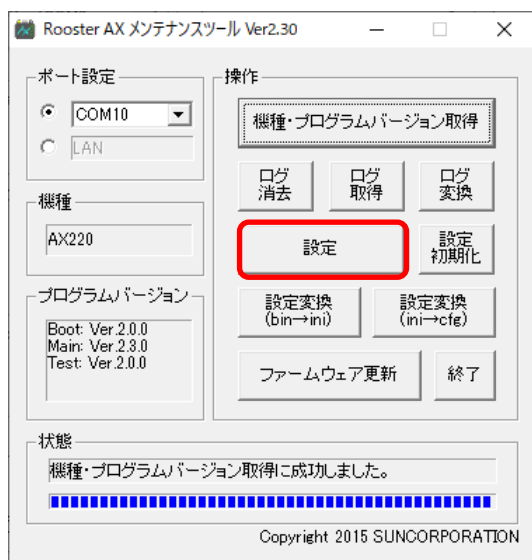 Rooster AX メンテナンスツール Ver2.30
ポート設定
COM10
LAN
機種
AX220
プログラムバージョン
Boot: Ver.2.0.0
Main: Ver.2.3.0
Test: Ver.2.0.0
操作
機種・プログラムバージョン取得
ログ
消去
ログ
取得
ログ
変換
設定
設定
初期化
設定変換
(bin→ini)
設定変換
(ini→cfg)
ファームウェア更新
終了
状態
機種・プログラムバージョン取得に成功しました。
Copyright 2015 SUNCORPORATION